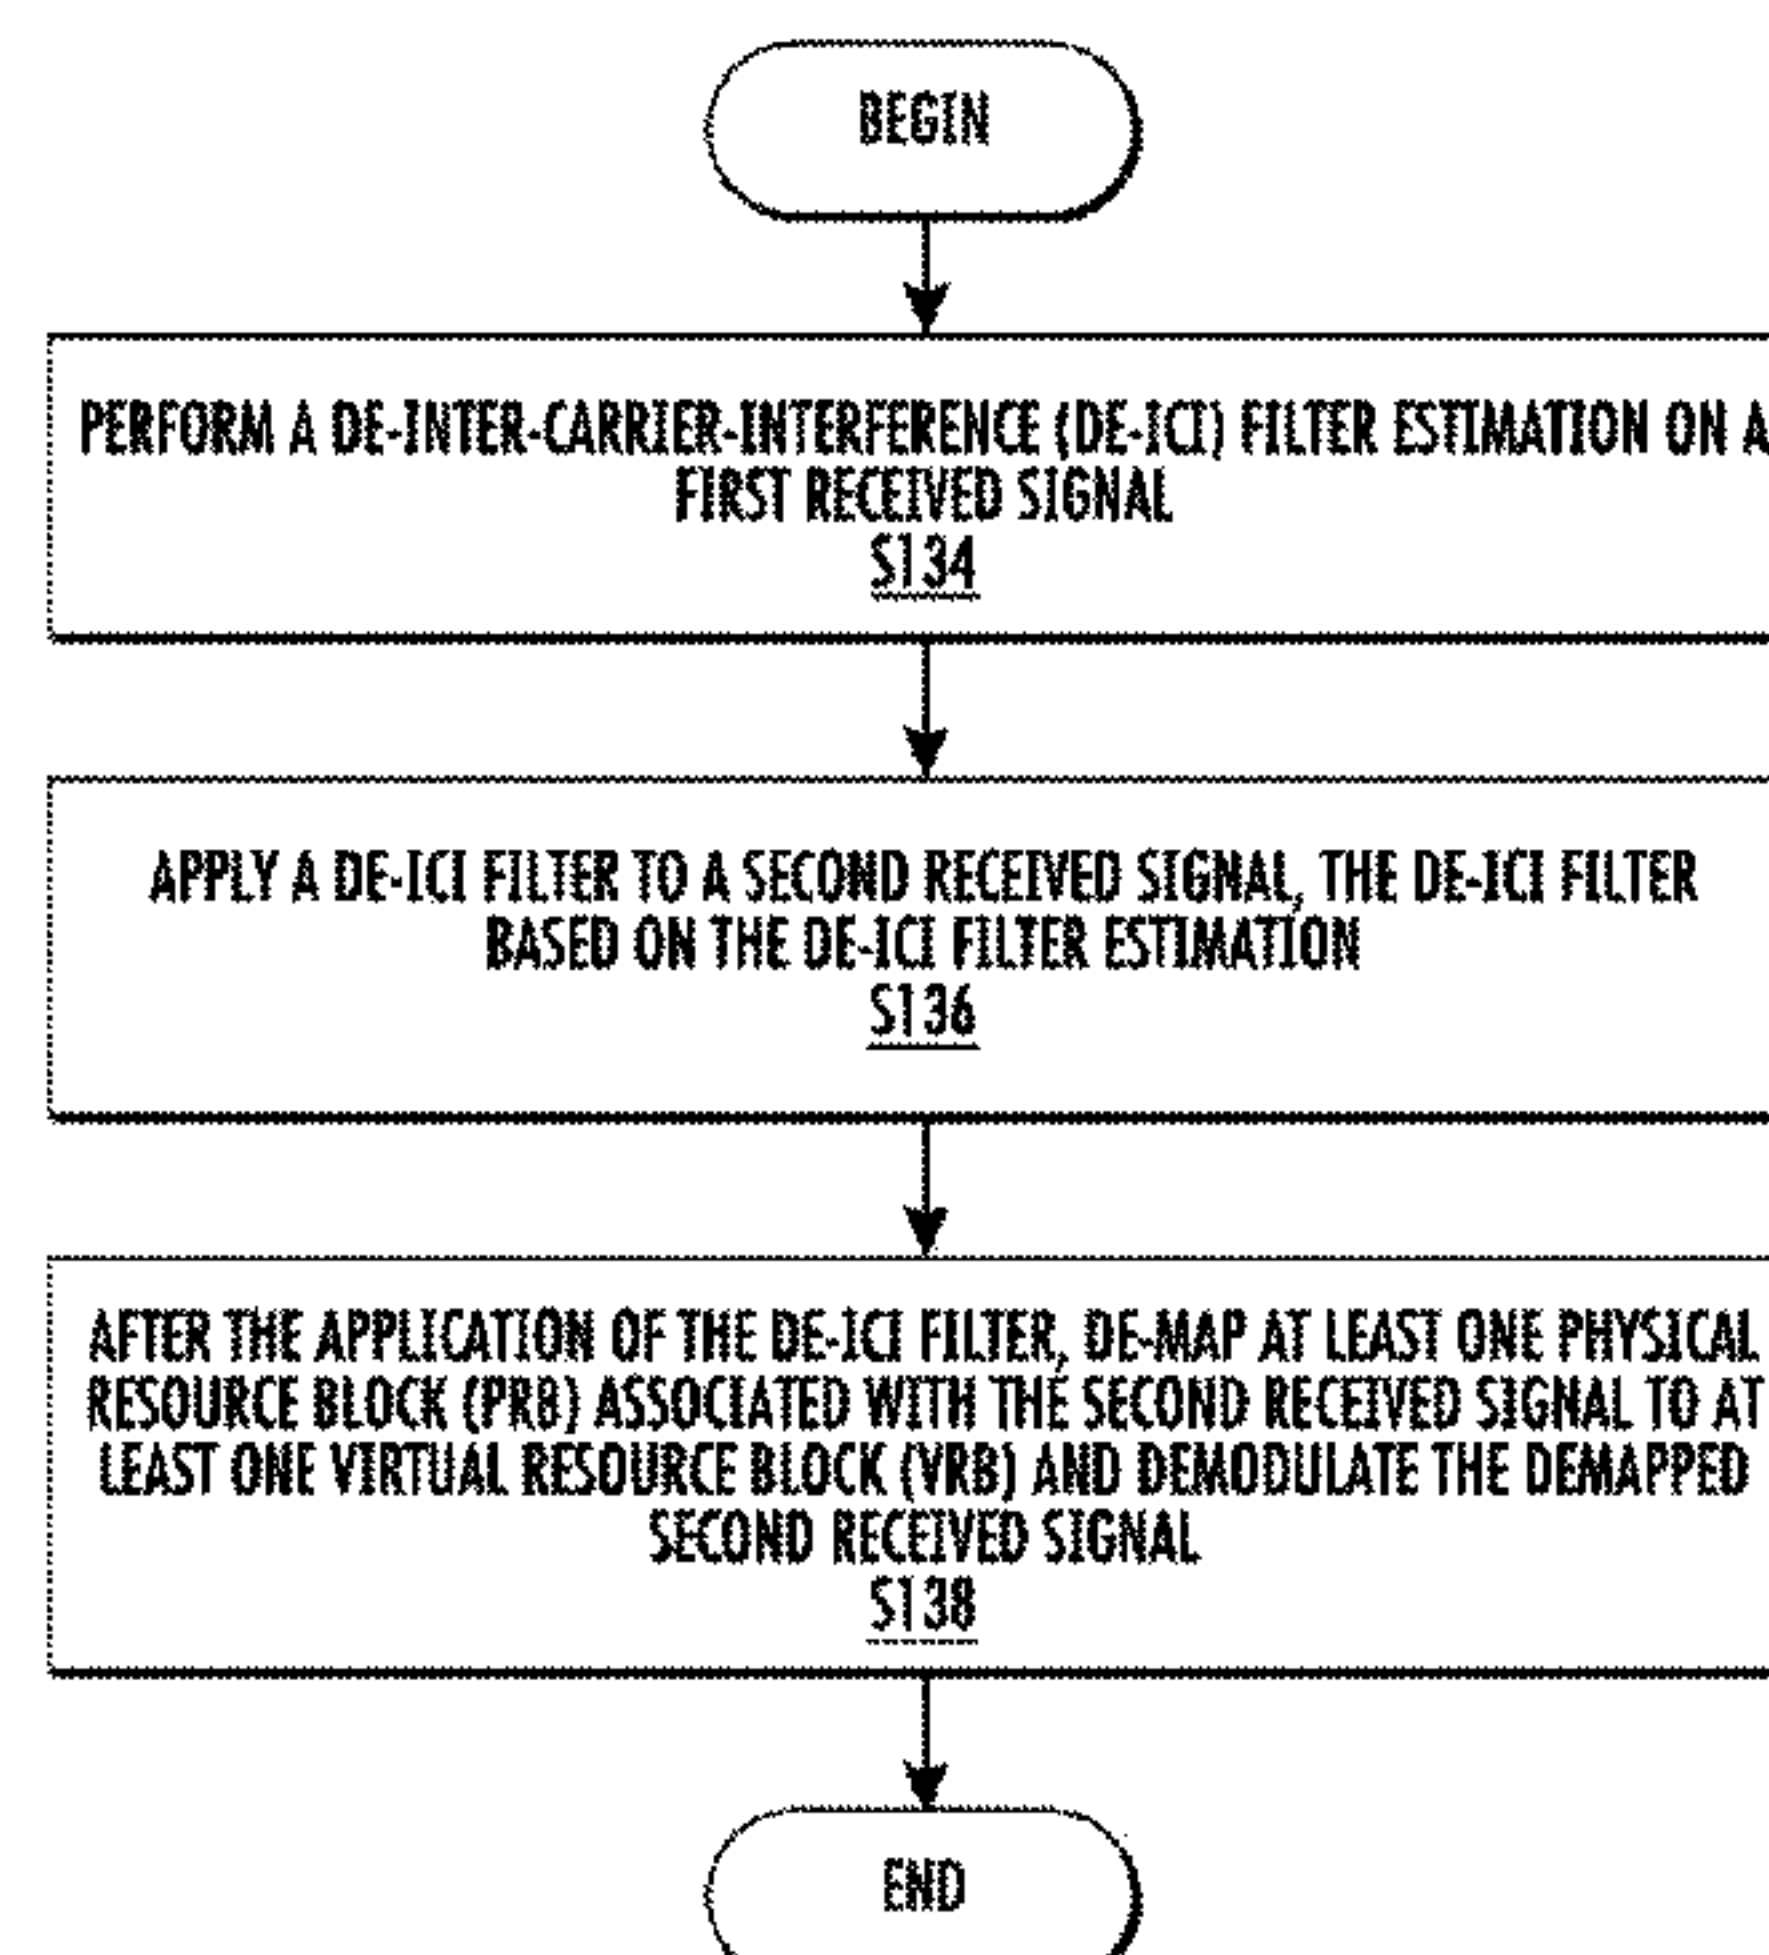 BEGIN
PERFORM A DE-INTER-CARRIER-INTERFERENCE (DE-ICI) FILTER ESTIMATION ON A
FIRST RECEIVED SIGNAL
S134
APPLY A DE-ICI FILTER TO A SECOND RECEIVED SIGNAL, THE DE-ICI FILTER
BASED ON THE DE-ICI FILTER ESTIMATION
S136
AFTER THE APPLICATION OF THE DE-ICI FILTER, DE-MAP AT LEAST ONE PHYSICAL
RESOURCE BLOCK (PRB) ASSOCIATED WITH THE SECOND RECEIVED SIGNAL TO AT
LEAST ONE VIRTUAL RESOURCE BLOCK (VRB) AND DEMODULATE THE DEMAPPED
SECOND RECEIVED SIGNAL
S138
END